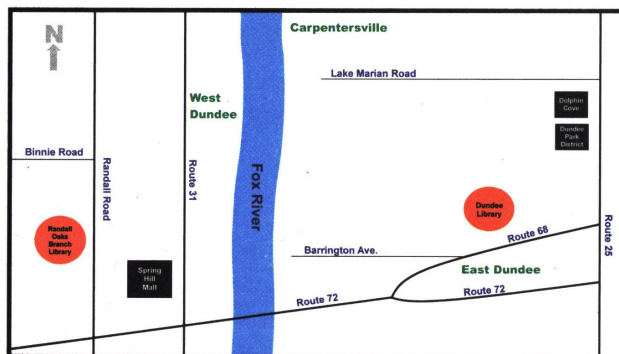 N
Carpentersville
Lake Marian Road
West
Dundee
Dolphin
Cove
Dundee
Park
District
Binnie Road
Randall Road
Route 31
Fox River
Randall
Oaks
Branch
Library
Dundee
Library
Route 68
Route 25
Barrington Ave.
East Dundee
Spring
Hill
Mall
Route 72
Route 72